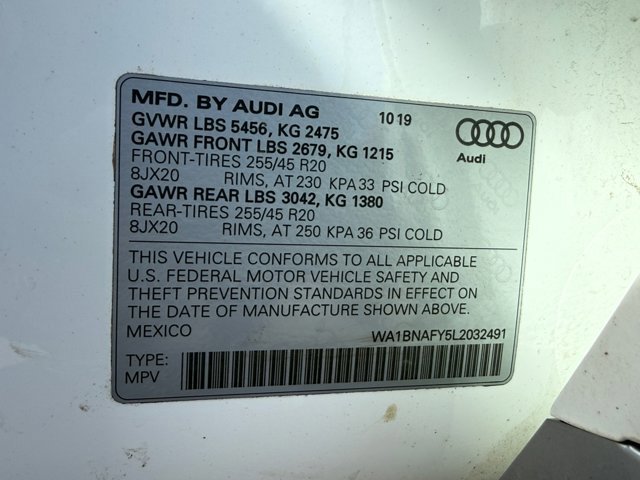 MFD. BY AUDI AG 10 19
GVWR LBS 5456, KG 2475
GAWR FRONT LBS 2679, KG 1215
FRONT-TIRES 255/45 R20
8JX20 RIMS, AT 230 KPA 33 PSI COLD
GAWR REAR LBS 3042, KG 1380
REAR-TIRES 255/45 R20
8JX20 RIMS, AT 250 KPA 36 PSI COLD
Audi
THIS VEHICLE CONFORMS TO ALL APPLICABLE
U.S. FEDERAL MOTOR VEHICLE SAFETY AND
THEFT PREVENTION STANDARDS IN EFFECT ON
THE DATE OF MANUFACTURE SHOWN ABOVE.
MEXICO WA1BNAFY5L2032491
TYPE:
MPV